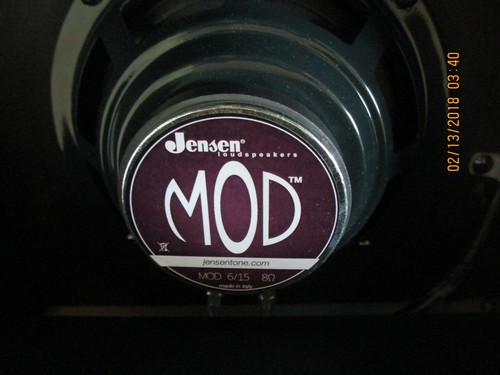 Jensen®
loudspeakers
MOD™
jensentone.com
MOD 6/15 8Ω
made in Italy
02/13/2018 03:40